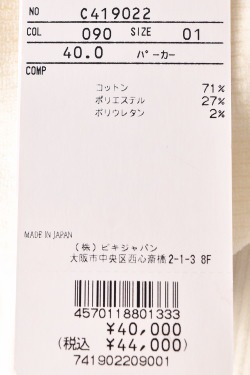 NO C419022
COL 090 SIZE 01
40.0 パーカー
COMP
コットン 71%
ポリエステル 27%
ポリウレタン 2%
MADE IN JAPAN
(株)ピキジャパン
大阪市中央区西心斎橋2-1-3 8F
4570118801333
¥40,000
(税込 ¥44,000)
741902209001